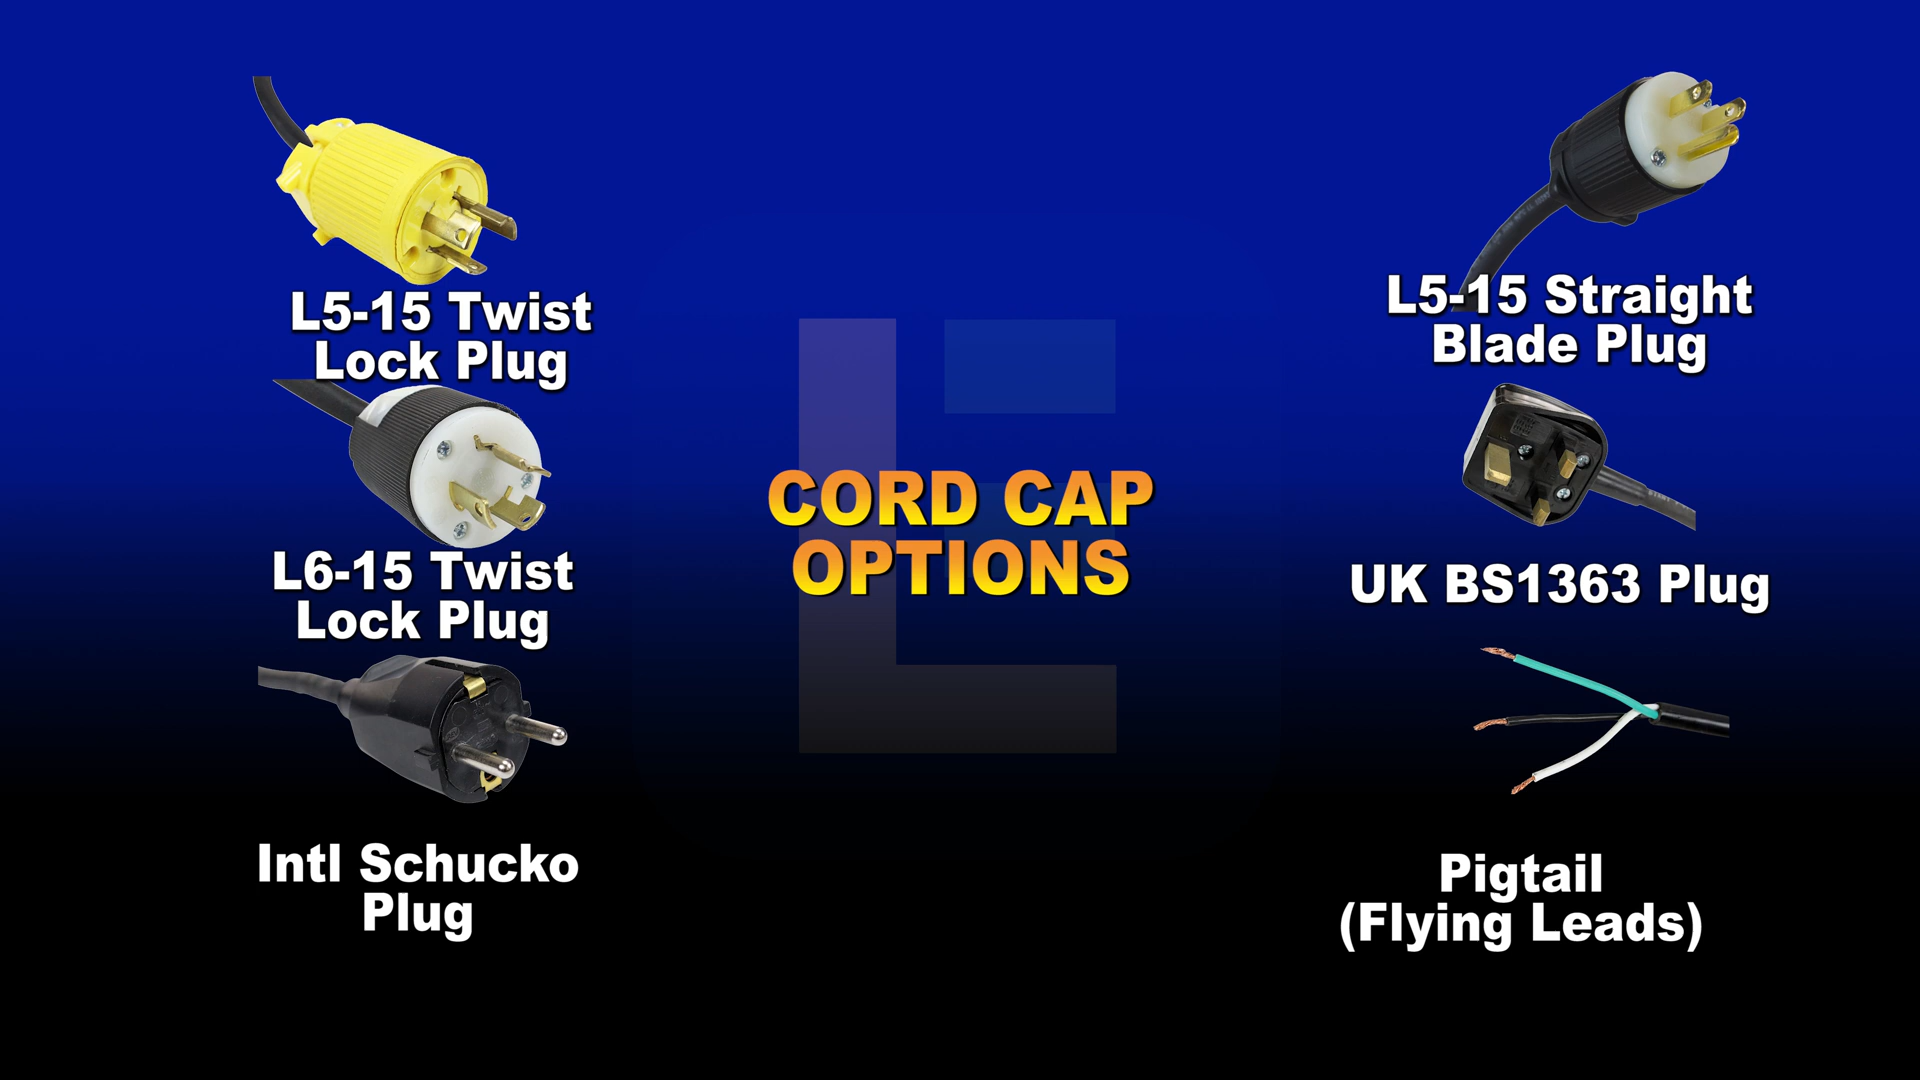 L5-15 Twist
Lock Plug
L6-15 Twist
Lock Plug
Intl Schucko
Plug
CORD CAP
OPTIONS
L5-15 Straight
Blade Plug
UK BS1363 Plug
Pigtail
(Flying Leads)